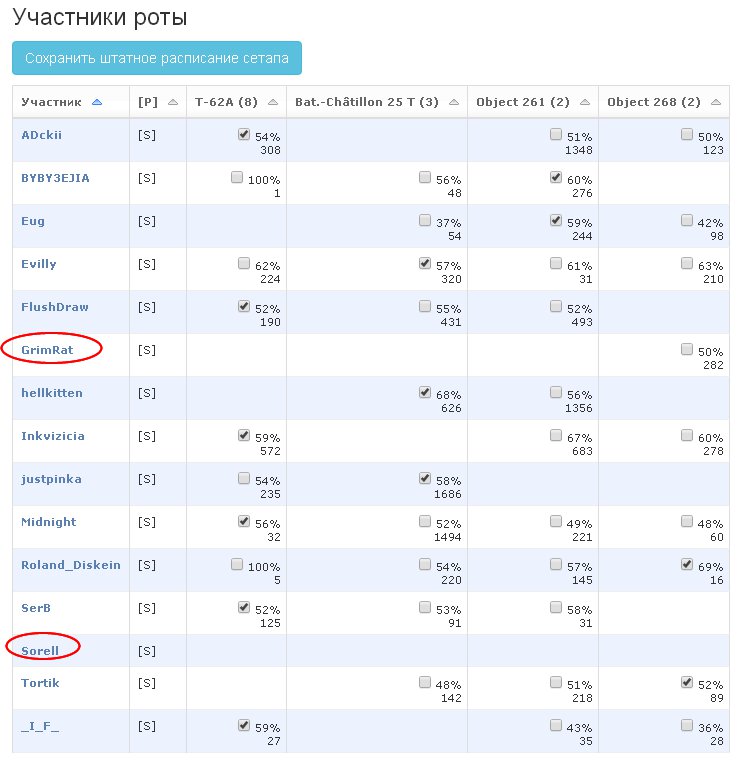 Участники роты
Сохранить штатное расписание сетапа
Участник [P] T-62A (8) Bat.-Châtillon 25 T (3) Object 261 (2) Object 268 (2)
ADckii [S] 54% 51% 50%
308 1348 123
BYBY3EJIA [S] 100% 56% 60%
1 48 276
Eug [S] 37% 59% 42%
54 244 98
Evilly [S] 62% 57% 61% 63%
224 320 31 210
FlushDraw [S] 52% 55% 52%
190 431 493
GrimRat [S] 50%
282
hellkitten [S] 68% 56%
626 1356
Inkvizicia [S] 59% 67% 60%
572 683 278
justpinka [S] 54% 58%
235 1686
Midnight [S] 56% 52% 49% 48%
32 1494 221 60
Roland_Diskein [S] 100% 54% 57% 69%
5 220 145 16
SerB [S] 52% 53% 58%
125 91 31
Sorell [S]
Tortik [S] 48% 51% 52%
142 218 89
_I_F_ [S] 59% 43% 36%
27 35 28